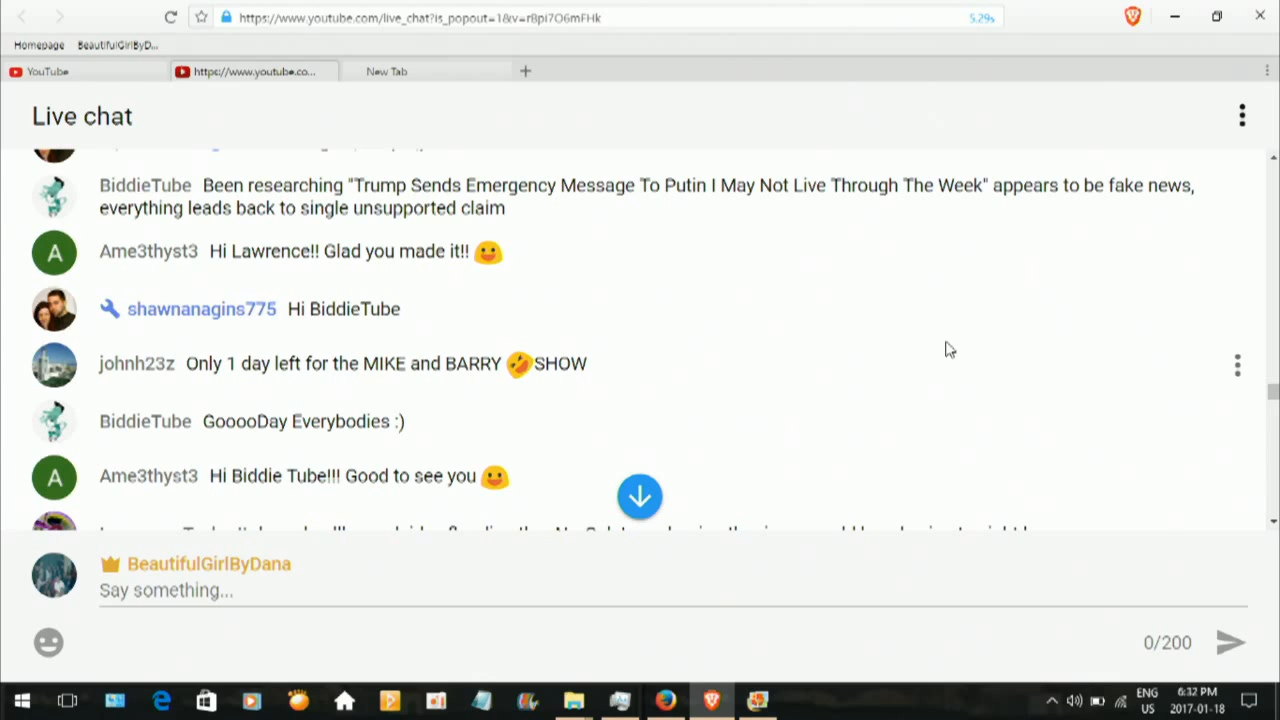 https://www.youtube.com/live_chat?is_popout=1&v=r8pi7O6mFHk
5.29s
Homepage
BeautifulGirlByD...
YouTube
https://www.youtube.co...
New Tab
Live chat
BiddieTube Been researching "Trump Sends Emergency Message To Putin I May Not Live Through The Week" appears to be fake news,
everything leads back to single unsupported claim
A
Ame3thyst3 Hi Lawrence!! Glad you made it!!
shawnanagins775 Hi BiddieTube
johnh23z Only 1 day left for the MIKE and BARRY 🤣SHOW
BiddieTube GooooDay Everybodies :)
A
Ame3thyst3 Hi Biddie Tube!!! Good to see you
BeautifulGirlByDana
Say something...
0/200
ENG
US
6:32 PM
2017-01-18